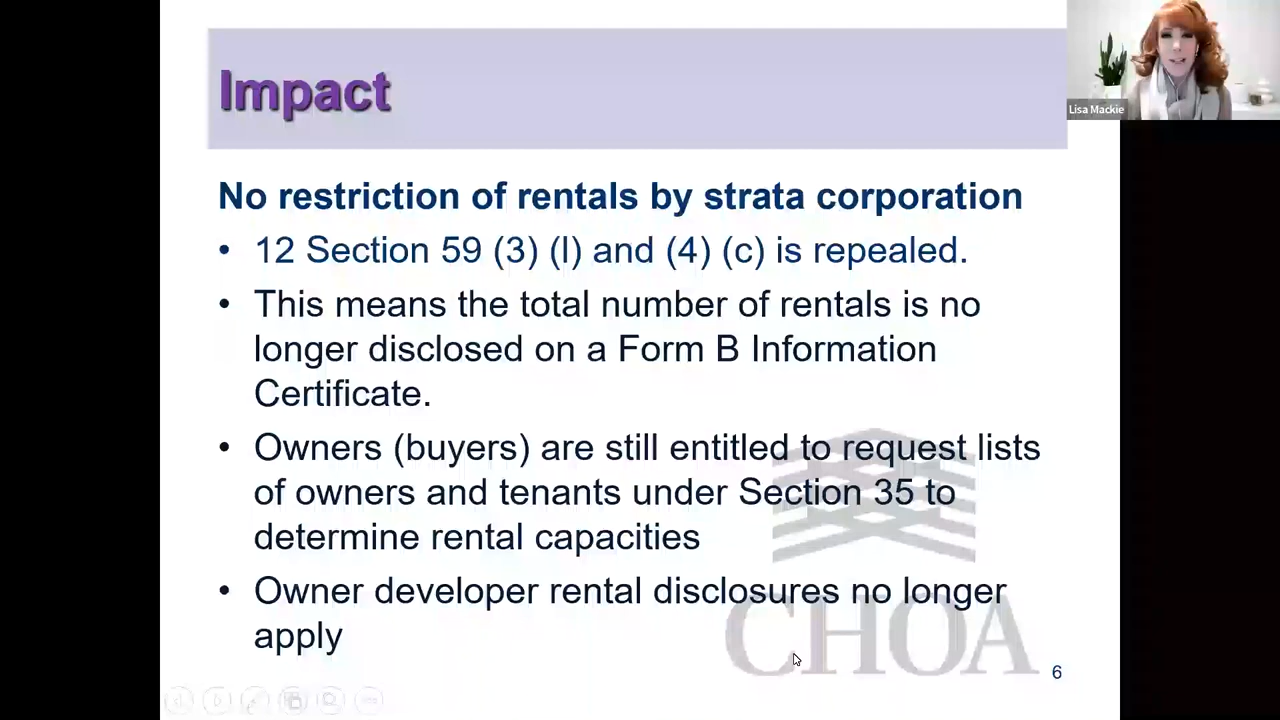 Impact
Lisa Mackie
No restriction of rentals by strata corporation
• 12 Section 59 (3) (l) and (4) (c) is repealed.
• This means the total number of rentals is no
longer disclosed on a Form B Information
Certificate.
• Owners (buyers) are still entitled to request lists
of owners and tenants under Section 35 to
determine rental capacities
• Owner developer rental disclosures no longer
apply
CHOA
6